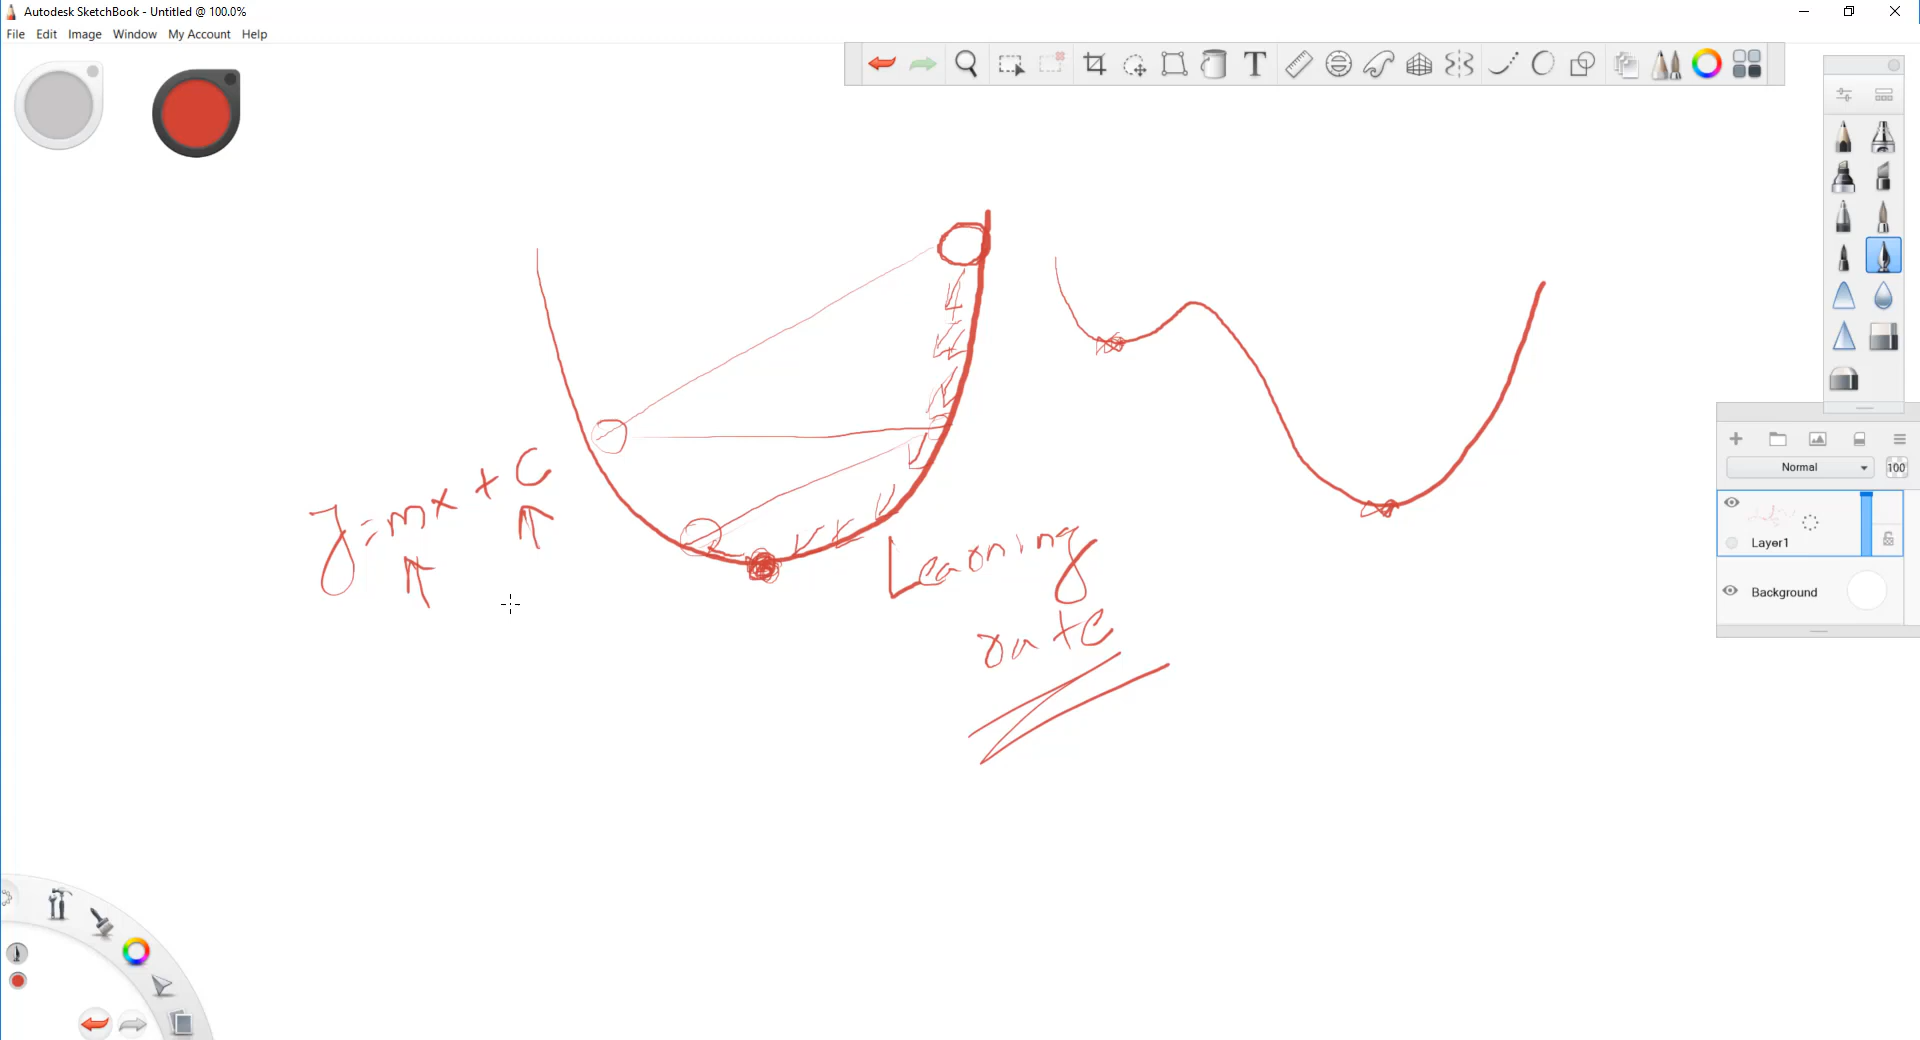 Autodesk SketchBook - Untitled @ 100.0%
File Edit Image Window My Account Help
T
Normal 100
Layer1
Background
y = mx + c
Learning
rate